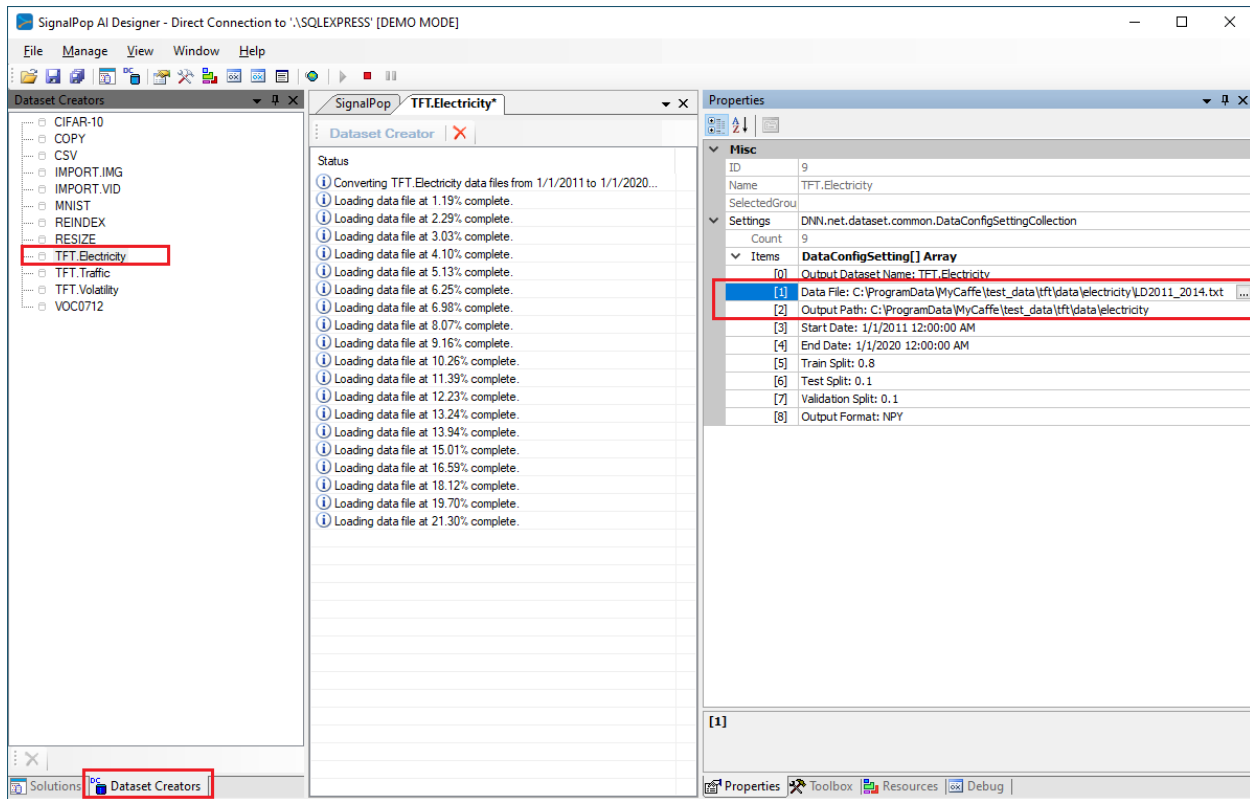 SignalPop AI Designer - Direct Connection to '.\SQLEXPRESS' [DEMO MODE]
File Manage View Window Help
Dataset Creators
CIFAR-10
COPY
CSV
IMPORT.IMG
IMPORT.VID
MNIST
REINDEX
RESIZE
TFT.Electricity
TFT.Traffic
TFT.Volatility
VOC0712
Solutions
DC Dataset Creators
SignalPop TFT.Electricity*
Dataset Creator
Status
Converting TFT.Electricity data files from 1/1/2011 to 1/1/2020...
Loading data file at 1.19% complete.
Loading data file at 2.29% complete.
Loading data file at 3.03% complete.
Loading data file at 4.10% complete.
Loading data file at 5.13% complete.
Loading data file at 6.25% complete.
Loading data file at 6.98% complete.
Loading data file at 8.07% complete.
Loading data file at 9.16% complete.
Loading data file at 10.26% complete.
Loading data file at 11.39% complete.
Loading data file at 12.23% complete.
Loading data file at 13.24% complete.
Loading data file at 13.94% complete.
Loading data file at 15.01% complete.
Loading data file at 16.59% complete.
Loading data file at 18.12% complete.
Loading data file at 19.70% complete.
Loading data file at 21.30% complete.
Properties
Misc
ID 9
Name TFT.Electricity
SelectedGrou
Settings DNN.net.dataset.common.DataConfigSettingCollection
Count 9
Items DataConfigSetting[] Array
[0] Output Dataset Name: TFT.Electricity
[1] Data File: C:\ProgramData\MyCaffe\test_data\tft\data\electricity\LD2011_2014.txt ...
[2] Output Path: C:\ProgramData\MyCaffe\test_data\tft\data\electricity
[3] Start Date: 1/1/2011 12:00:00 AM
[4] End Date: 1/1/2020 12:00:00 AM
[5] Train Split: 0.8
[6] Test Split: 0.1
[7] Validation Split: 0.1
[8] Output Format: NPY
[1]
Properties Toolbox Resources Debug